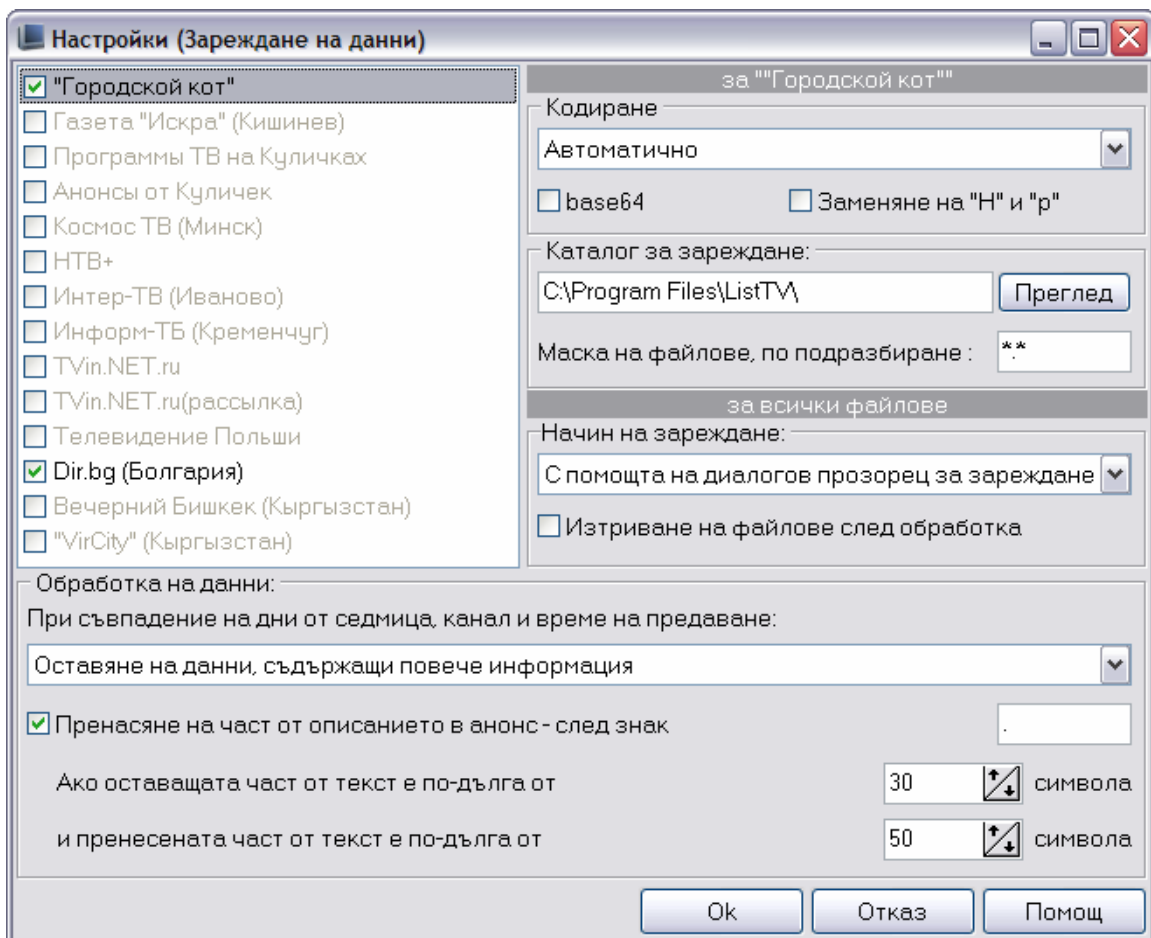 Настройки (Зареждане на данни)
"Городской кот"
Газета "Искра" (Кишинев)
Программы ТВ на Куличках
Анонсы от Куличек
Космос ТВ (Минск)
НТВ+
Интер-ТВ (Иваново)
Информ-ТБ (Кременчуг)
TVin.NET.ru
TVin.NET.ru(рассылка)
Телевидение Польши
Dir.bg (Болгария)
Вечерний Бишкек (Кыргызстан)
"VirCity" (Кыргызстан)
за ""Городской кот""
Кодиране
Автоматично
base64 Заменяне на "Н" и "р"
Каталог за зареждане:
C:\Program Files\ListTV\ Преглед
Маска на файлове, по подразбиране : *.*
за всички файлове
Начин на зареждане:
С помощта на диалогов прозорец за зареждане
Изтриване на файлове след обработка
Обработка на данни:
При съвпадение на дни от седмица, канал и време на предаване:
Оставяне на данни, съдържащи повече информация
Пренасяне на част от описанието в анонс - след знак .
Ако оставащата част от текст е по-дълга от 30 символа
и пренесената част от текст е по-дълга от 50 символа
Ok Отказ Помощ